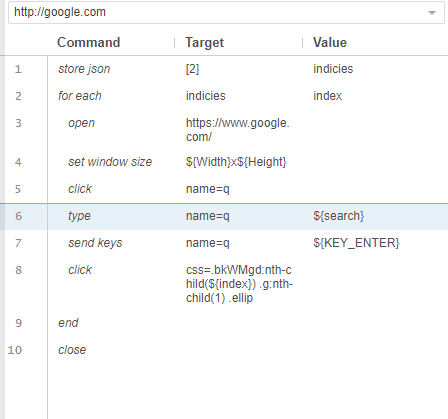 http://google.com
Command Target Value
1 store json [2] indicies
2 for each indicies index
3 open https://www.google.
com/
4 set window size ${Width}x${Height}
5 click name=q
6 type name=q ${search}
7 send keys name=q ${KEY_ENTER}
8 click css=.bkWMgd:nth-c
hild(${index}) .g:nth-
child(1) .ellip
9 end
10 close